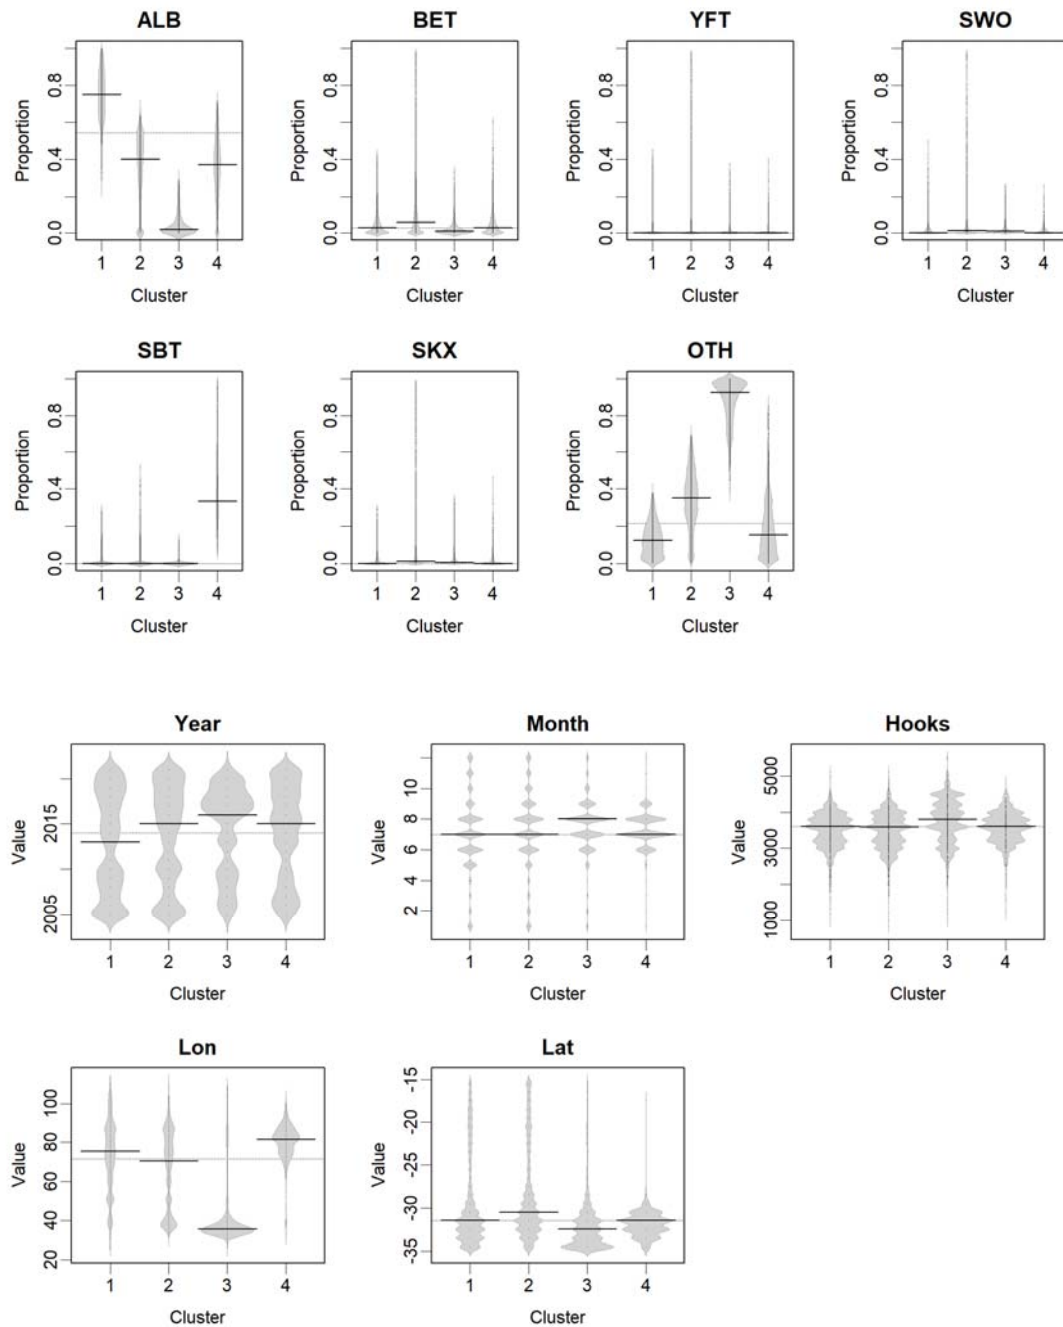 ALB BET YFT SWO
Proportion 0.0 0.4 0.8 Proportion 0.0 0.4 0.8 Proportion 0.0 0.4 0.8 Proportion 0.0 0.4 0.8
1 2 3 4 1 2 3 4 1 2 3 4 1 2 3 4
Cluster Cluster Cluster Cluster
SBT SKX OTH
Proportion 0.0 0.4 0.8 Proportion 0.0 0.4 0.8 Proportion 0.0 0.4 0.8
1 2 3 4 1 2 3 4 1 2 3 4
Cluster Cluster Cluster
Year Month Hooks
Value 2005 2015 Value 2 4 6 8 10 Value 1000 3000 5000
1 2 3 4 1 2 3 4 1 2 3 4
Cluster Cluster Cluster
Lon Lat
Value 20 40 60 80 100 Value -35 -30 -25 -20 -15
1 2 3 4 1 2 3 4
Cluster Cluster